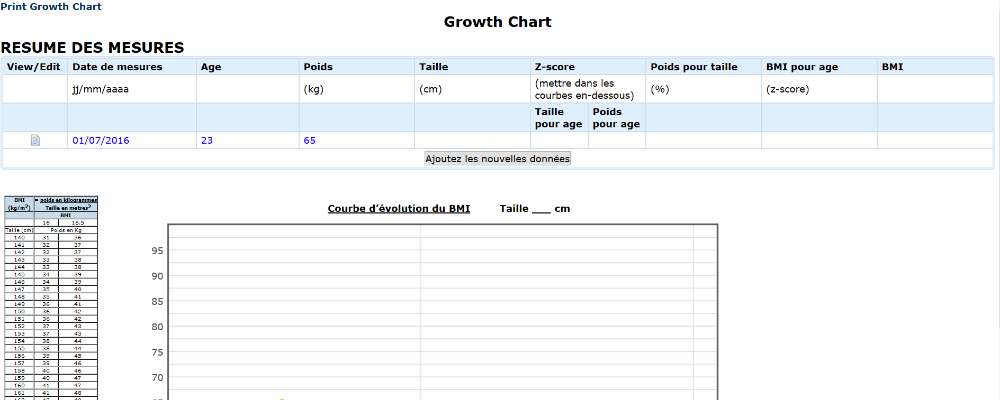 Print Growth Chart
Growth Chart
RESUME DES MESURES
View/Edit Date de mesures Age Poids Taille Z-score Poids pour taille BMI pour age BMI
jj/mm/aaaa (kg) (cm) (mettre dans les courbes en-dessous) (%) (z-score)
Taille pour age Poids pour age
01/07/2016 23 65
Ajoutez les nouvelles données
BMI (kg/m²) = poids en kilogrammes
Taille en metres²
BMI
16 18.5
Taille (cm) Poids en Kg
140 31 36
141 32 37
142 32 37
143 33 38
144 33 38
145 34 39
146 34 39
147 35 40
148 35 41
149 36 41
150 36 42
151 36 42
152 37 43
153 37 43
154 38 44
155 38 44
156 39 45
157 39 46
158 40 46
159 40 47
160 41 47
161 41 48
Courbe d’évolution du BMI Taille ___ cm
95
90
85
80
75
70